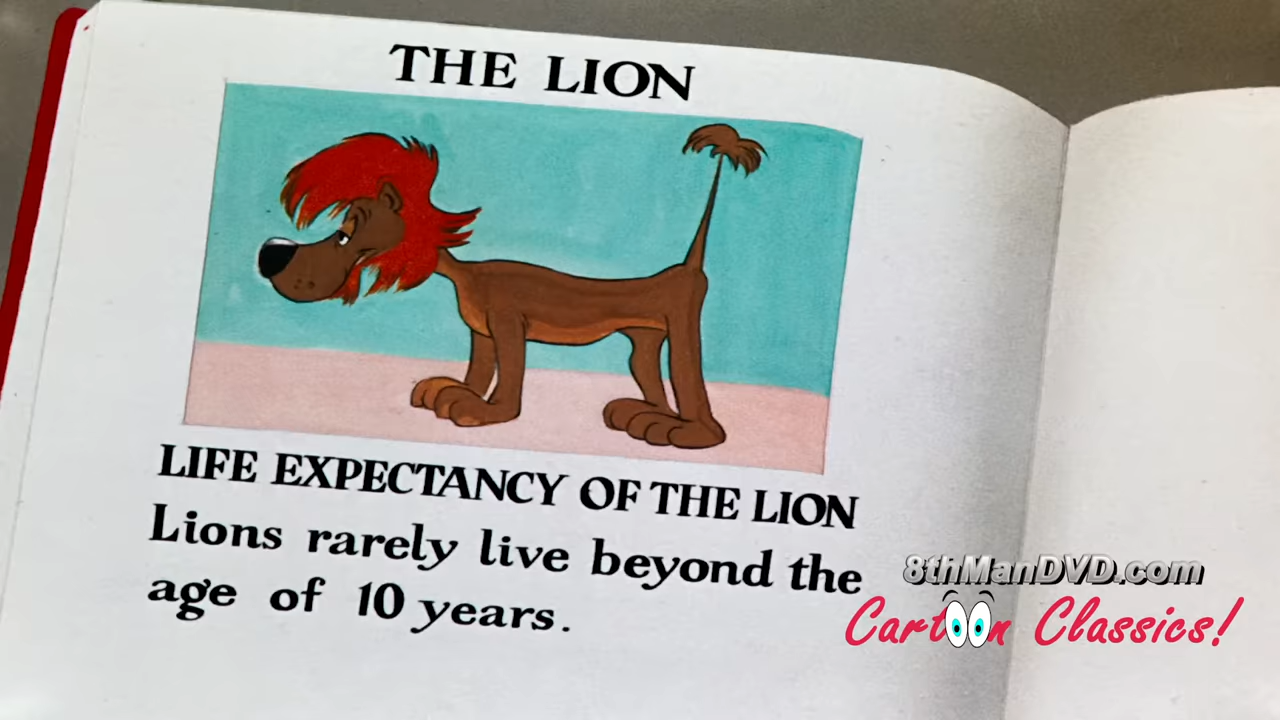 THE LION
LIFE EXPECTANCY OF THE LION
Lions rarely live beyond the
age of 10 years.
8thManDVD.com
Cartoon Classics!